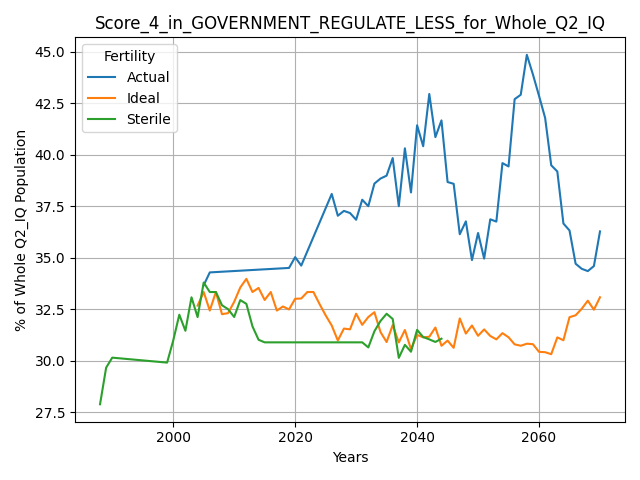 Score_4_in_GOVERNMENT_REGULATE_LESS_for_Whole_Q2_IQ
Fertility
Actual
Ideal
Sterile
% of Whole Q2_IQ Population
45.0
42.5
40.0
37.5
35.0
32.5
30.0
27.5
2000 2020 2040 2060
Years